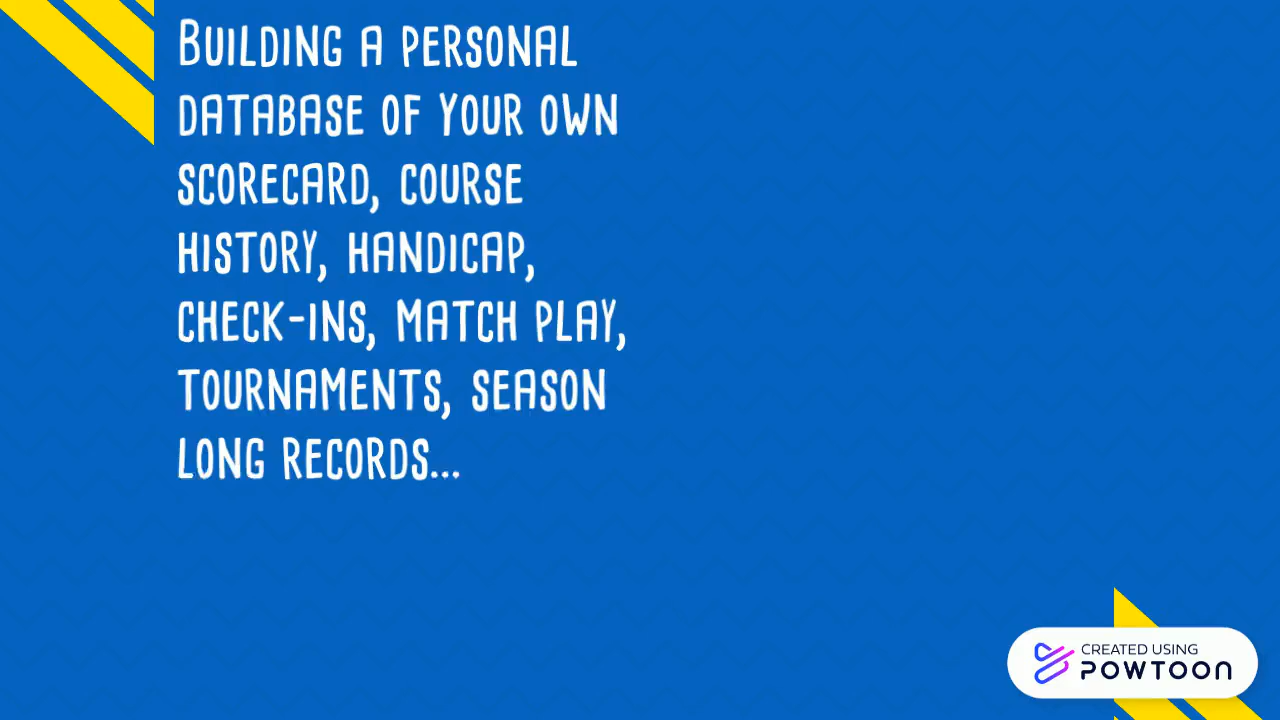 Building a personal
database of your own
scorecard, course
history, handicap,
check-ins, match play,
tournaments, season
long records...
CREATED USING
POWTOON